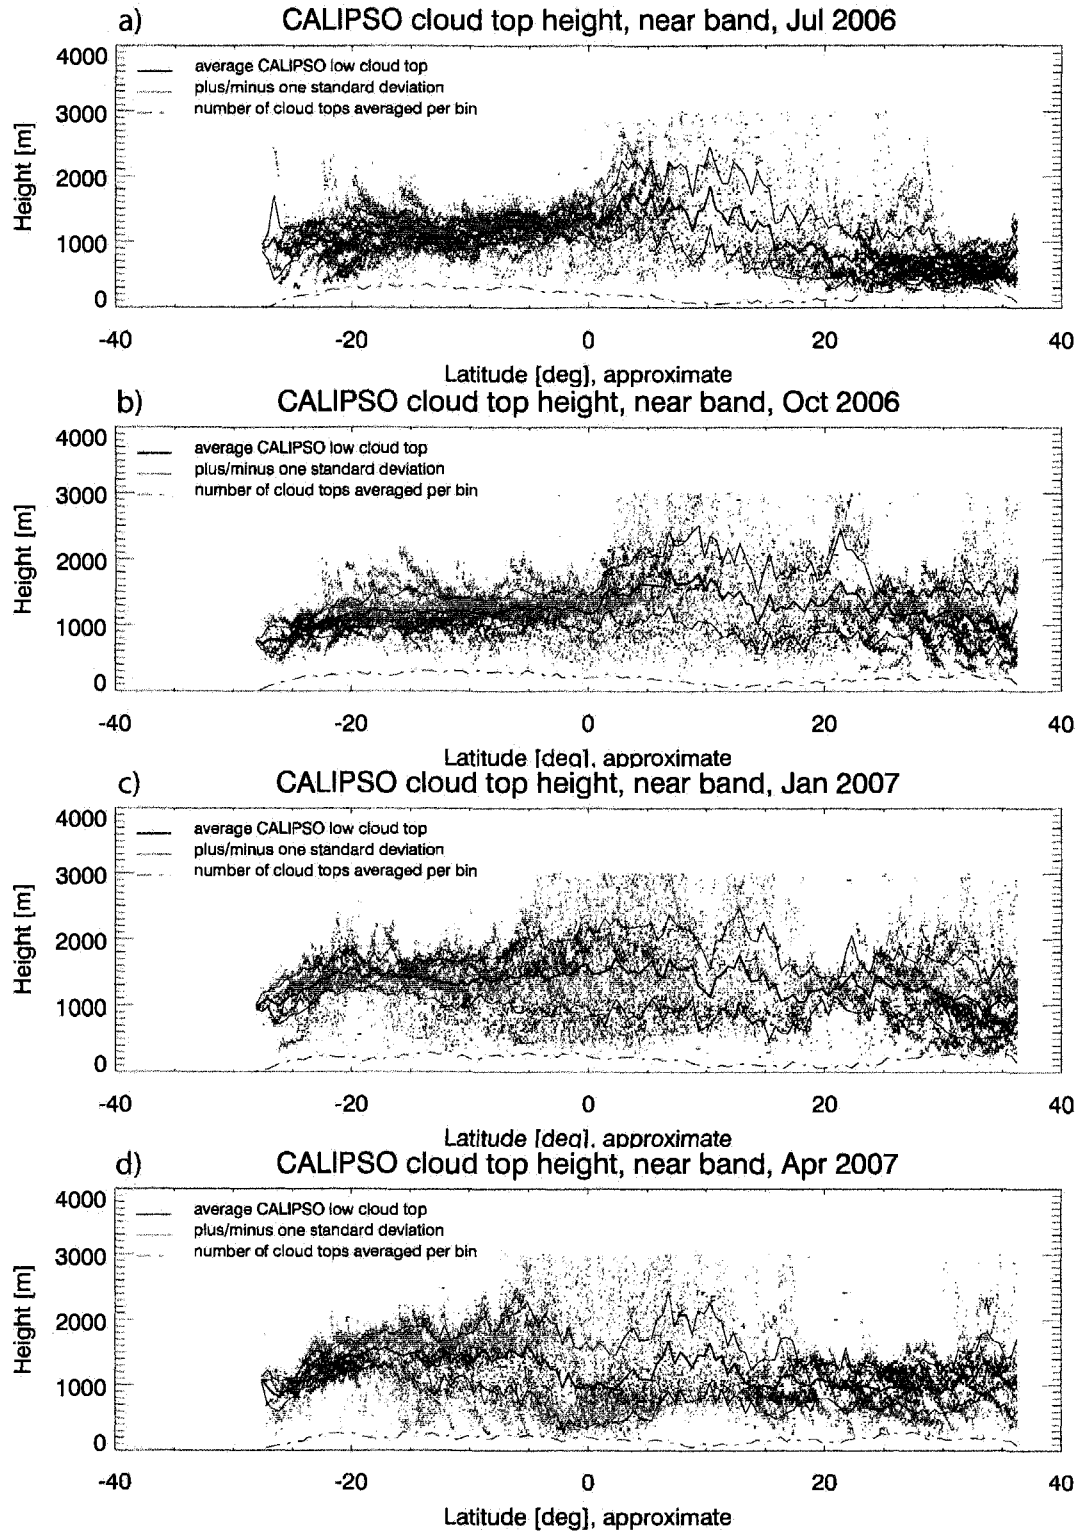 a) CALIPSO cloud top height, near band, Jul 2006
4000
average CALIPSO low cloud top
plus/minus one standard deviation
number of cloud tops averaged per bin
3000
2000
1000
0
Height [m]
-40 -20 0 20 40
Latitude [deg], approximate
b) CALIPSO cloud top height, near band, Oct 2006
4000
average CALIPSO low cloud top
plus/minus one standard deviation
number of cloud tops averaged per bin
3000
2000
1000
0
Height [m]
-40 -20 0 20 40
Latitude [deg], approximate
c) CALIPSO cloud top height, near band, Jan 2007
4000
average CALIPSO low cloud top
plus/minus one standard deviation
number of cloud tops averaged per bin
3000
2000
1000
0
Height [m]
-40 -20 0 20 40
Latitude [deg], approximate
d) CALIPSO cloud top height, near band, Apr 2007
4000
average CALIPSO low cloud top
plus/minus one standard deviation
number of cloud tops averaged per bin
3000
2000
1000
0
Height [m]
-40 -20 0 20 40
Latitude [deg], approximate